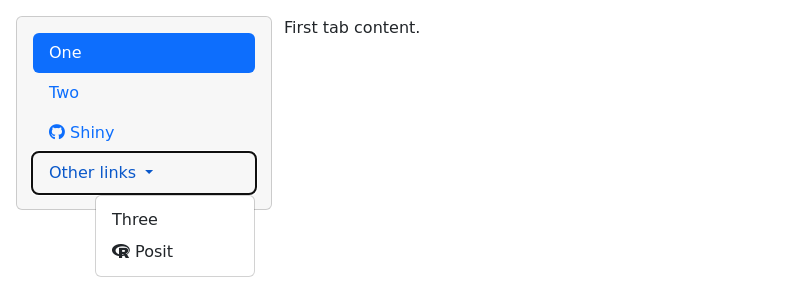 One
First tab content.
Two
Shiny
Other links
Three
Posit